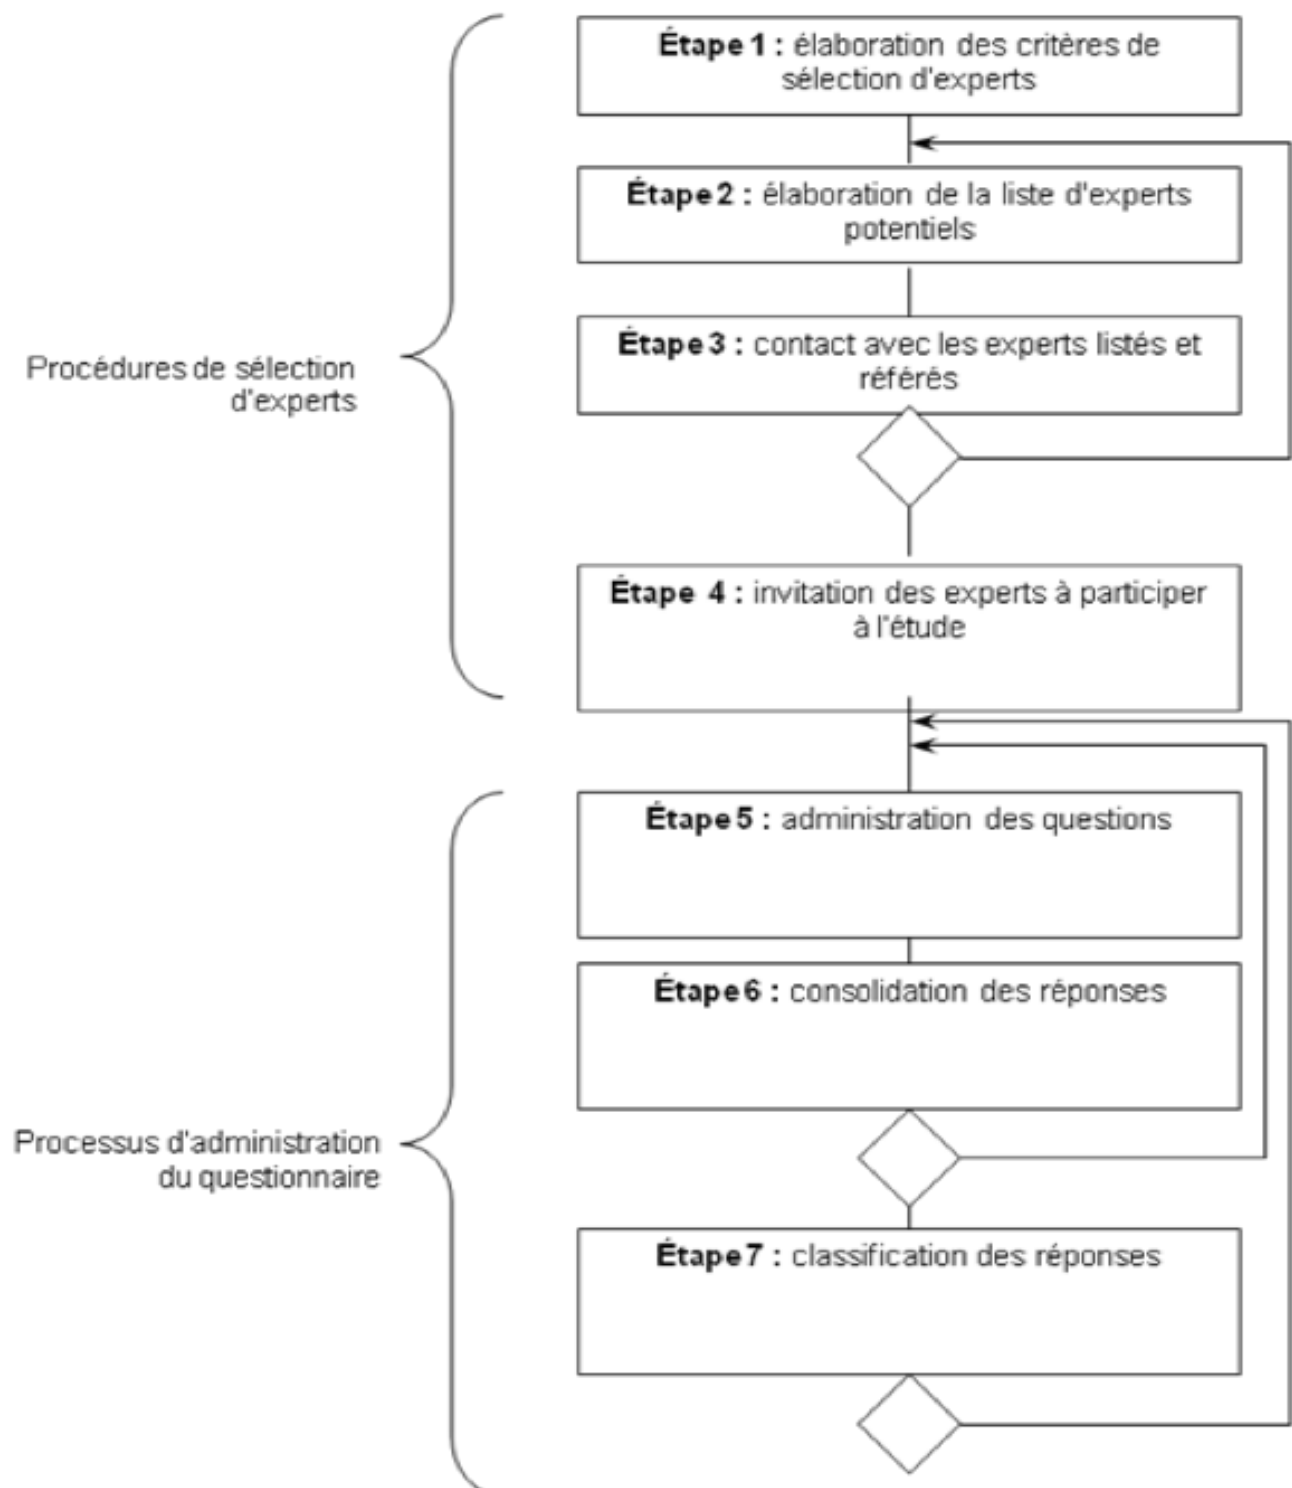 Étape 1 : élaboration des critères de
sélection d'experts
Étape 2 : élaboration de la liste d'experts
potentiels
Étape 3 : contact avec les experts listés et
référés
Procédures de sélection
d'experts
Étape 4 : invitation des experts à participer
à l'étude
Étape 5 : administration des questions
Étape 6 : consolidation des réponses
Processus d'administration
du questionnaire
Étape 7 : classification des réponses